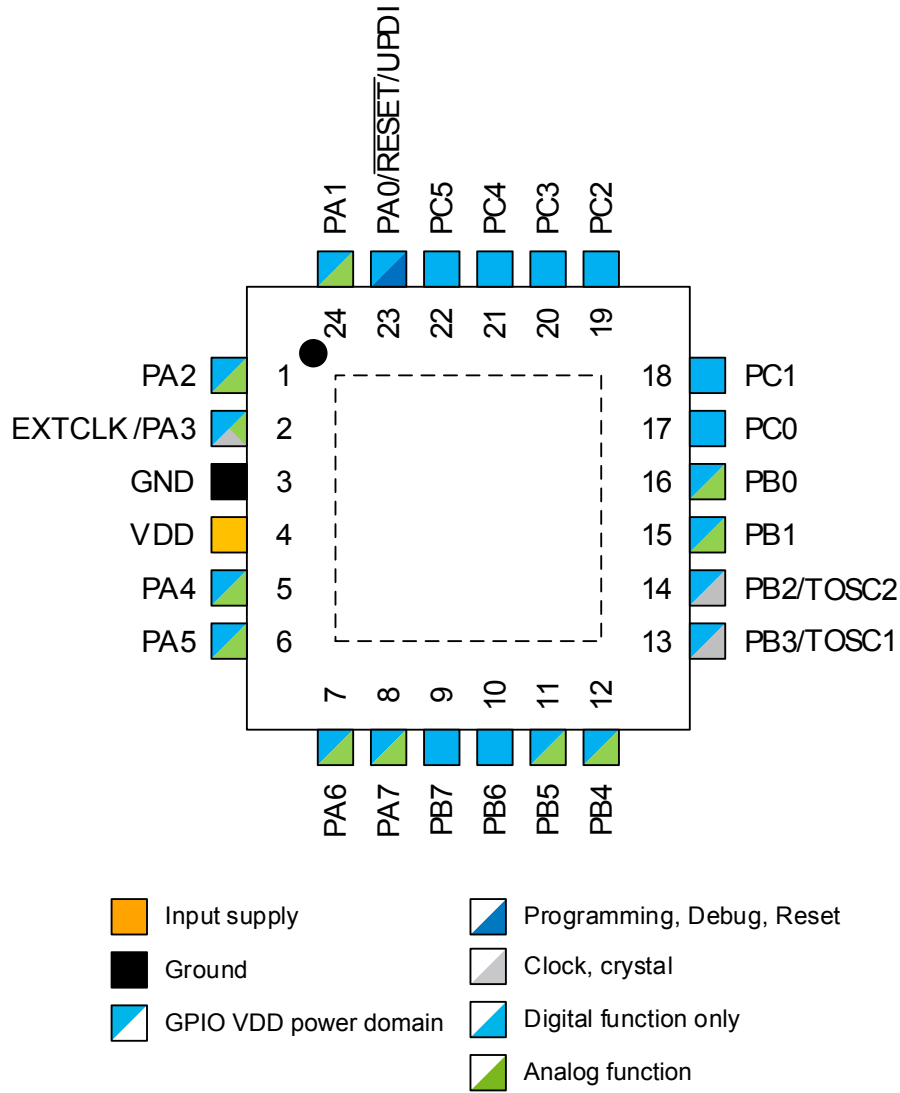 PA1
PA0/RESET/UPDI
PC5
PC4
PC3
PC2
24
23
22
21
20
19
PA2 1
EXTCLK/PA3 2
GND 3
VDD 4
PA4 5
PA5 6
18 PC1
17 PC0
16 PB0
15 PB1
14 PB2/TOSC2
13 PB3/TOSC1
7
8
9
10
11
12
PA6
PA7
PB7
PB6
PB5
PB4
Input supply
Ground
GPIO VDD power domain
Programming, Debug, Reset
Clock, crystal
Digital function only
Analog function